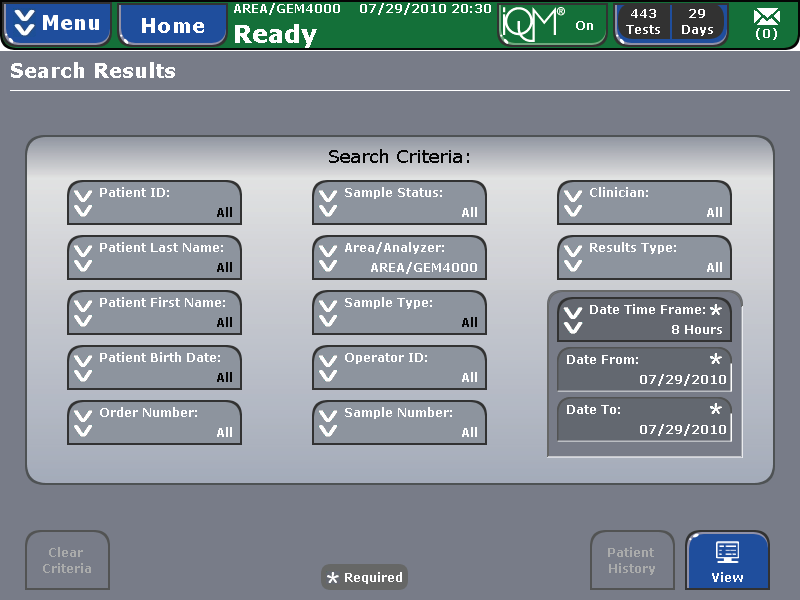 Menu
Home
AREA/GEM4000 07/29/2010 20:30
Ready
iQM® On
443 Tests
29 Days
(0)
Search Results
Search Criteria:
Patient ID:
All
Patient Last Name:
All
Patient First Name:
All
Patient Birth Date:
All
Order Number:
All
Sample Status:
All
Area/Analyzer:
AREA/GEM4000
Sample Type:
All
Operator ID:
All
Sample Number:
All
Clinician:
All
Results Type:
All
Date Time Frame: *
8 Hours
Date From: *
07/29/2010
Date To: *
07/29/2010
Clear
Criteria
* Required
Patient
History
View